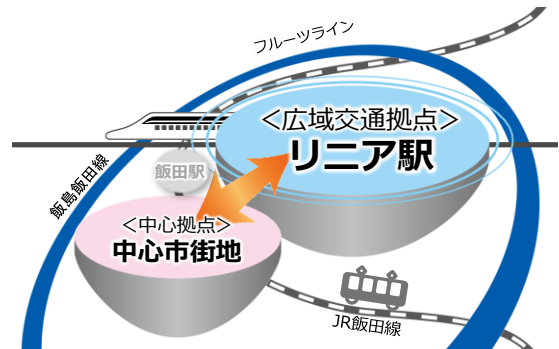 フルーツライン
＜広域交通拠点＞
リニア駅
飯田駅
飯島飯田線
＜中心拠点＞
中心市街地
JR飯田線